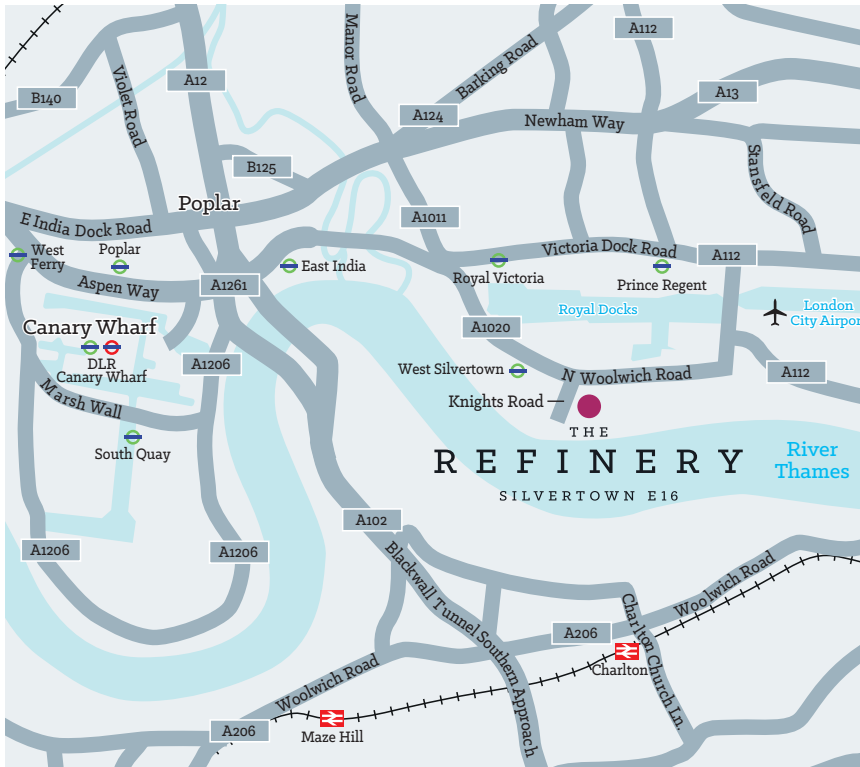 A112
Manor Road
Barking Road
A12
Violet Road
A13
B140
A124
Newham Way
Stansfeld Road
B125
Poplar
A1011
E India Dock Road
West
Ferry
Poplar
Victoria Dock Road
A112
East India
Royal Victoria
Prince Regent
Aspen Way
A1261
Royal Docks
London
City Airpor
Canary Wharf
A1020
DLR
Canary Wharf
A1206
West Silvertown
N Woolwich Road
A112
Marsh Wall
Knights Road
THE
REFINERY
SILVERTOWN E16
River
Thames
South Quay
A102
A1206
A1206
Blackwall Tunnel Southern Approach
Woolwich Road
Charlton Church Ln.
A206
Charlton
Woolwich Road
A206
Maze Hill